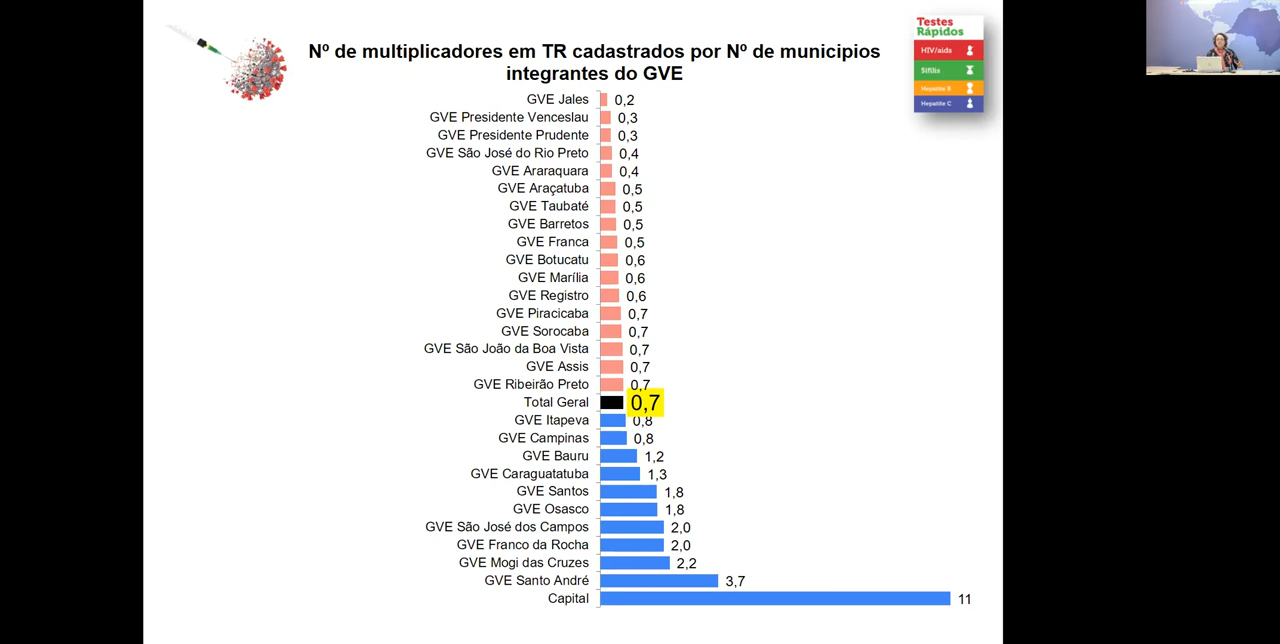 Nº de multiplicadores em TR cadastrados por Nº de municipios
integrantes do GVE
Testes
Rápidos
HIV/aids
Sífilis
Hepatite B
Hepatite C
GVE Jales 0,2
GVE Presidente Venceslau 0,3
GVE Presidente Prudente 0,3
GVE São José do Rio Preto 0,4
GVE Araraquara 0,4
GVE Araçatuba 0,5
GVE Taubaté 0,5
GVE Barretos 0,5
GVE Franca 0,5
GVE Botucatu 0,6
GVE Marília 0,6
GVE Registro 0,6
GVE Piracicaba 0,7
GVE Sorocaba 0,7
GVE São João da Boa Vista 0,7
GVE Assis 0,7
GVE Ribeirão Preto 0,7
Total Geral 0,7
GVE Itapeva 0,8
GVE Campinas 0,8
GVE Bauru 1,2
GVE Caraguatatuba 1,3
GVE Santos 1,8
GVE Osasco 1,8
GVE São José dos Campos 2,0
GVE Franco da Rocha 2,0
GVE Mogi das Cruzes 2,2
GVE Santo André 3,7
Capital 11